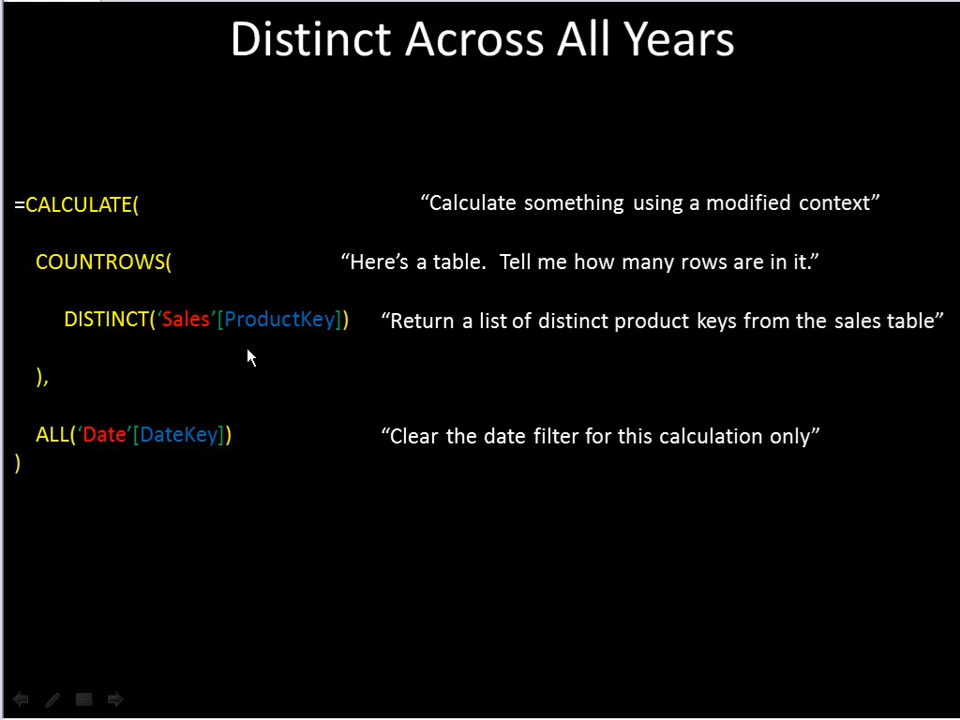 Distinct Across All Years
=CALCULATE( “Calculate something using a modified context”
COUNTROWS( “Here’s a table. Tell me how many rows are in it.”
DISTINCT(‘Sales’[ProductKey]) “Return a list of distinct product keys from the sales table”
),
ALL(‘Date’[DateKey]) “Clear the date filter for this calculation only”
)